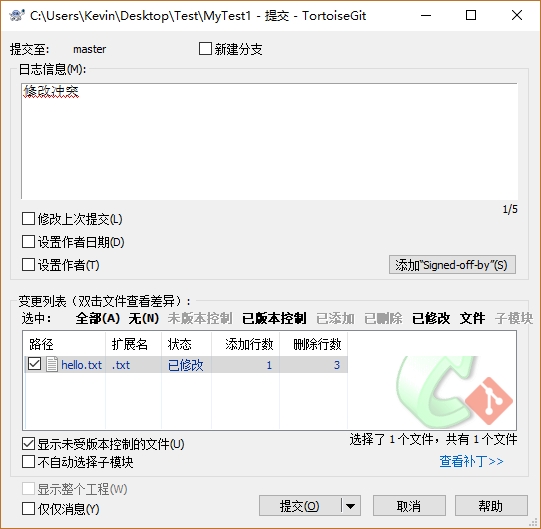 C:\Users\Kevin\Desktop\Test\MyTest1 - 提交 - TortoiseGit
提交至: master 新建分支
日志信息(M):
修改冲突
1/5
修改上次提交(L)
设置作者日期(D)
设置作者(T) 添加"Signed-off-by"(S)
变更列表（双击文件查看差异）:
选中: 全部(A) 无(N) 未版本控制 已版本控制 已添加 已删除 已修改 文件 子模块
路径 扩展名 状态 添加行数 删除行数
hello.txt .txt 已修改 1 3
显示未受版本控制的文件(U) 选择了 1 个文件，共有 1 个文件
不自动选择子模块 查看补丁>>
显示整个工程(W)
仅仅消息(Y) 提交(O) 取消 帮助